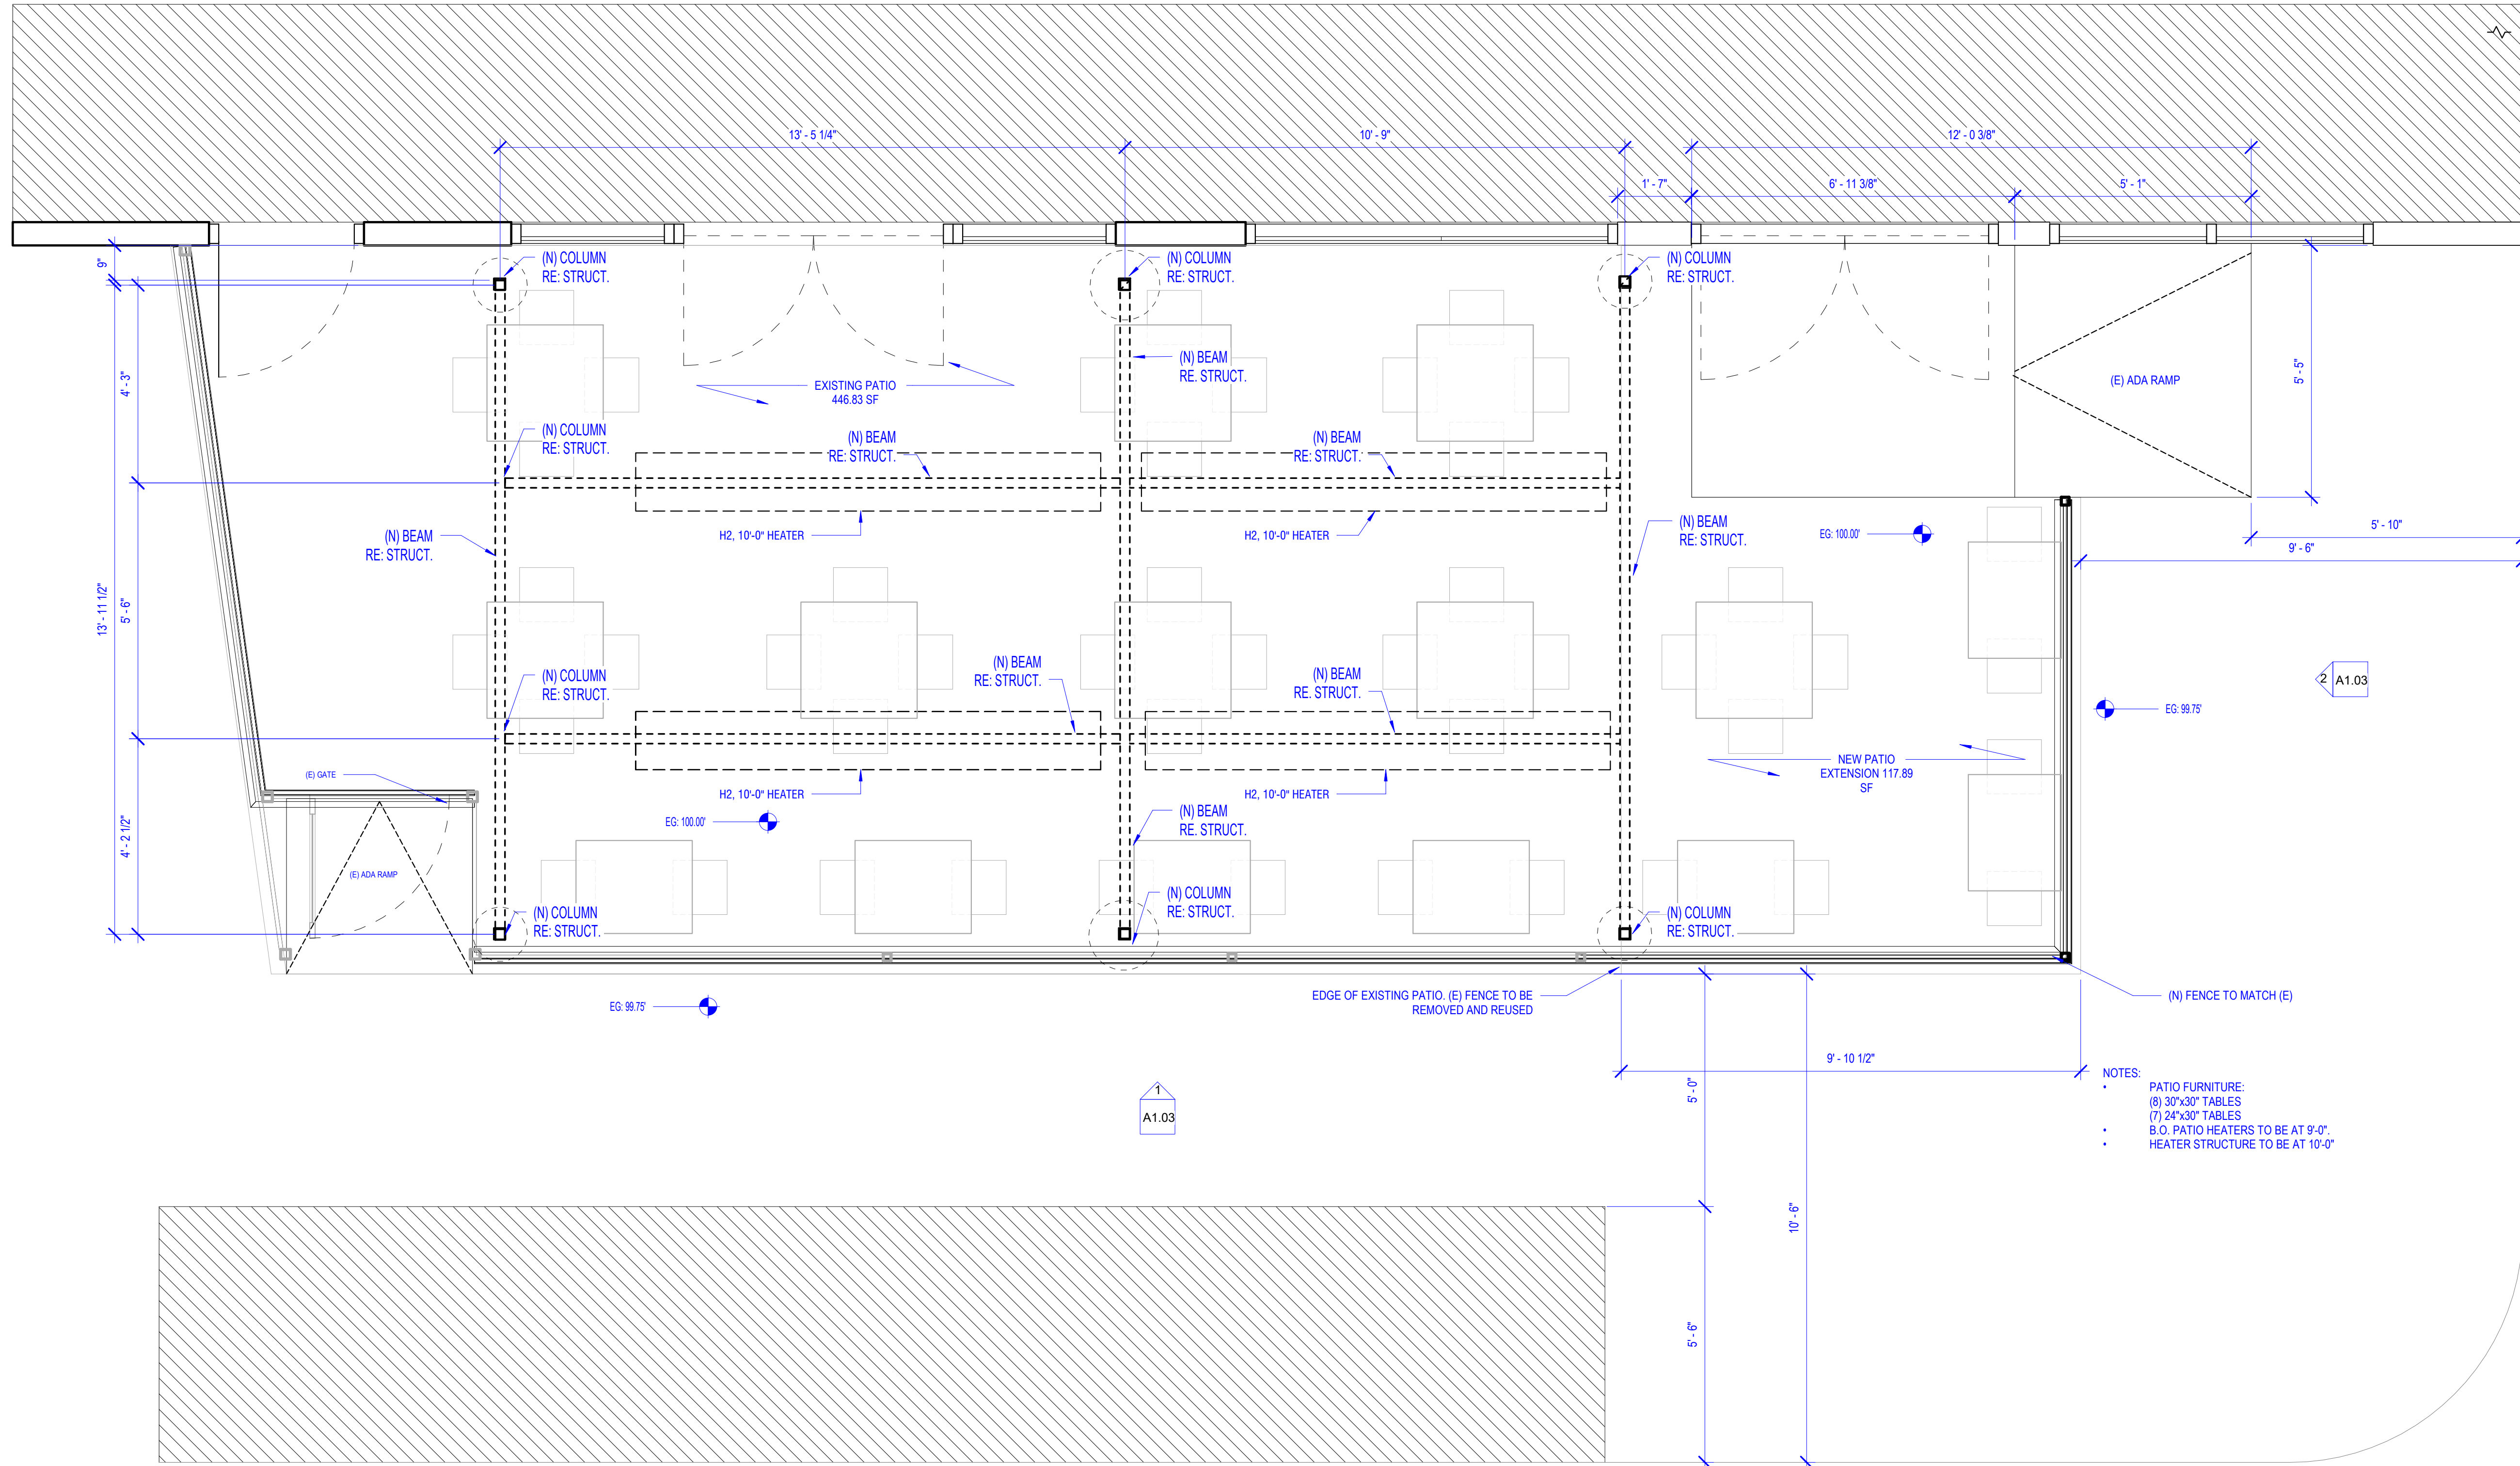 13' - 5 1/4"
10' - 9"
12' - 0 3/8"
1' - 7"
6' - 11 3/8"
5' - 1"
9"
(N) COLUMN
RE: STRUCT.
(N) COLUMN
RE: STRUCT.
(N) COLUMN
RE: STRUCT.
4' - 3"
EXISTING PATIO
446.83 SF
(N) BEAM
RE. STRUCT.
(E) ADA RAMP
5' - 5"
(N) COLUMN
RE: STRUCT.
(N) BEAM
RE: STRUCT.
(N) BEAM
RE: STRUCT.
(N) BEAM
RE: STRUCT.
H2, 10'-0" HEATER
H2, 10'-0" HEATER
(N) BEAM
RE: STRUCT.
EG: 100.00'
5' - 10"
9' - 6"
13' - 11 1/2"
5' - 6"
(N) COLUMN
RE: STRUCT.
(N) BEAM
RE: STRUCT.
(N) BEAM
RE. STRUCT.
2
A1.03
EG: 99.75'
(E) GATE
NEW PATIO
EXTENSION 117.89
SF
H2, 10'-0" HEATER
H2, 10'-0" HEATER
4' - 2 1/2"
EG: 100.00'
(N) BEAM
RE. STRUCT.
(E) ADA RAMP
(N) COLUMN
RE: STRUCT.
(N) COLUMN
RE: STRUCT.
(N) COLUMN
RE: STRUCT.
EG: 99.75'
EDGE OF EXISTING PATIO. (E) FENCE TO BE
REMOVED AND REUSED
(N) FENCE TO MATCH (E)
9' - 10 1/2"
5' - 0"
1
A1.03
NOTES:
• PATIO FURNITURE:
(8) 30"x30" TABLES
(7) 24"x30" TABLES
• B.O. PATIO HEATERS TO BE AT 9'-0".
• HEATER STRUCTURE TO BE AT 10'-0"
10' - 6"
5' - 6"